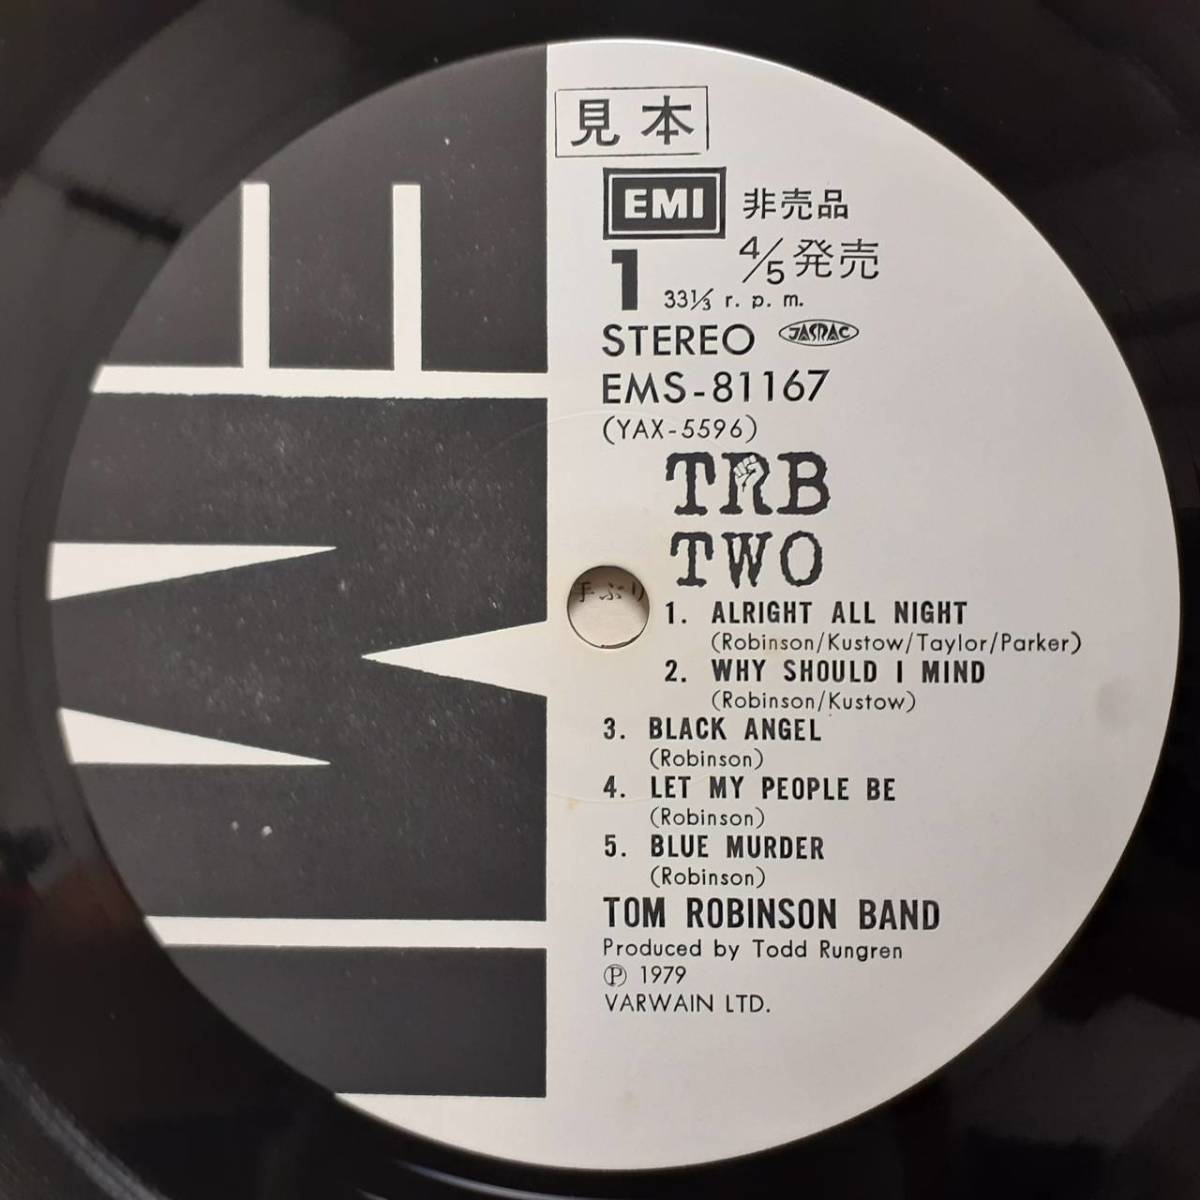 見本
EMI 非売品
1 4/5発売
33 1/3 r. p. m.
STEREO JASRAC
EMS-81167
(YAX-5596)
TRB
TWO
手ぶり
1. ALRIGHT ALL NIGHT
(Robinson/Kustow/Taylor/Parker)
2. WHY SHOULD I MIND
(Robinson/Kustow)
3. BLACK ANGEL
(Robinson)
4. LET MY PEOPLE BE
(Robinson)
5. BLUE MURDER
(Robinson)
TOM ROBINSON BAND
Produced by Todd Rungren
Ⓟ 1979
VARWAIN LTD.
EMI